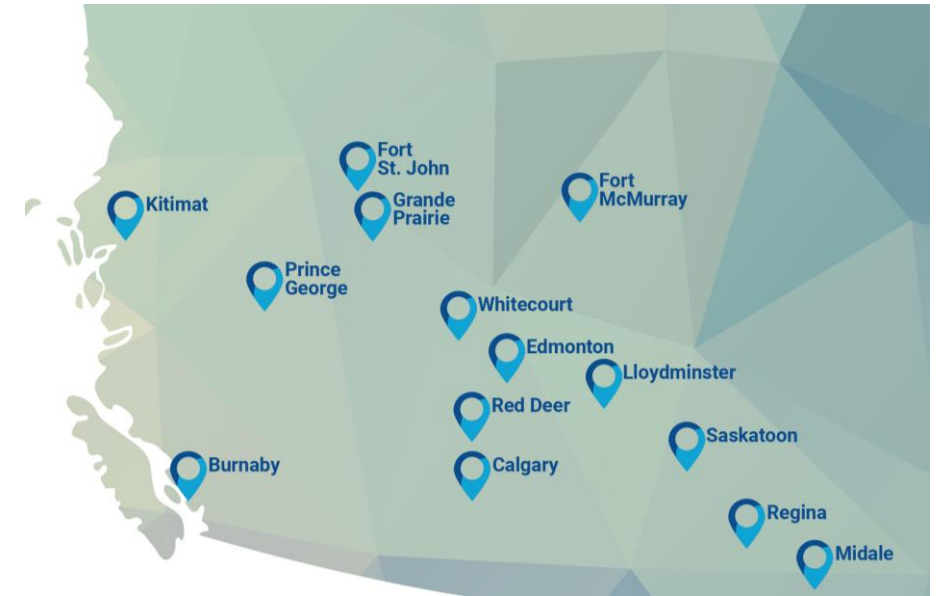 Fort
St. John
Kitimat
Grande
Prairie
Fort
McMurray
Prince
George
Whitecourt
Edmonton
Lloydminster
Red Deer
Saskatoon
Burnaby
Calgary
Regina
Midale